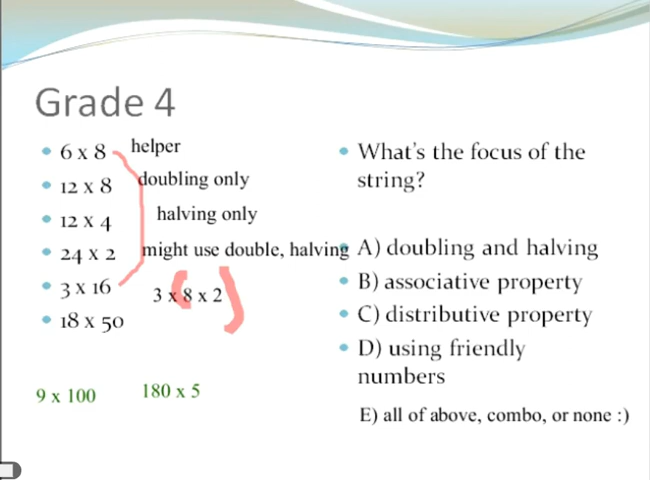 Grade 4
• 6 x 8 helper
• 12 x 8 doubling only
• 12 x 4 halving only
• 24 x 2 might use double, halving
• 3 x 16 3 x (8 x 2)
• 18 x 50
9 x 100 180 x 5
• What's the focus of the
string?
• A) doubling and halving
• B) associative property
• C) distributive property
• D) using friendly
numbers
E) all of above, combo, or none :)